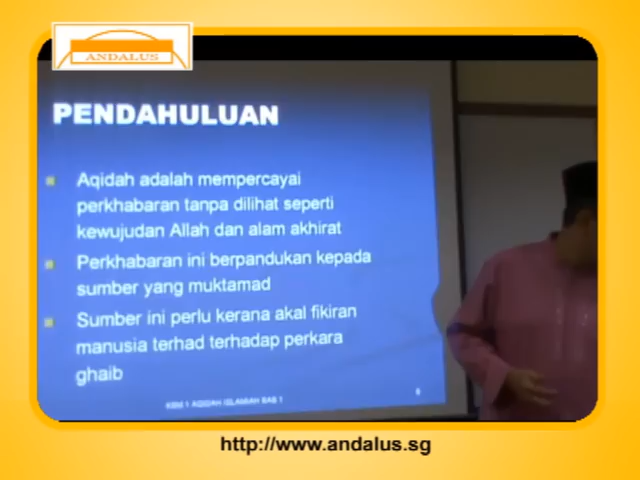 ANDALUS
PENDAHULUAN
Aqidah adalah mempercayai
perkhabaran tanpa dilihat seperti
kewujudan Allah dan alam akhirat
Perkhabaran ini berpandukan kepada
sumber yang muktamad
Sumber ini perlu kerana akal fikiran
manusia terhad terhadap perkara
ghaib
1 AQIDAH ISLAMIAH BAB 1
http://www.andalus.sg